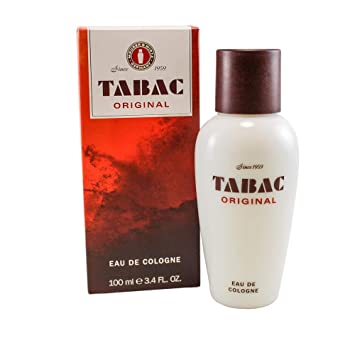 Since 1959
TABAC
ORIGINAL
EAU DE COLOGNE
100 ml ℮ 3.4 FL. OZ.
Since 1959
TABAC
ORIGINAL
EAU DE
COLOGNE